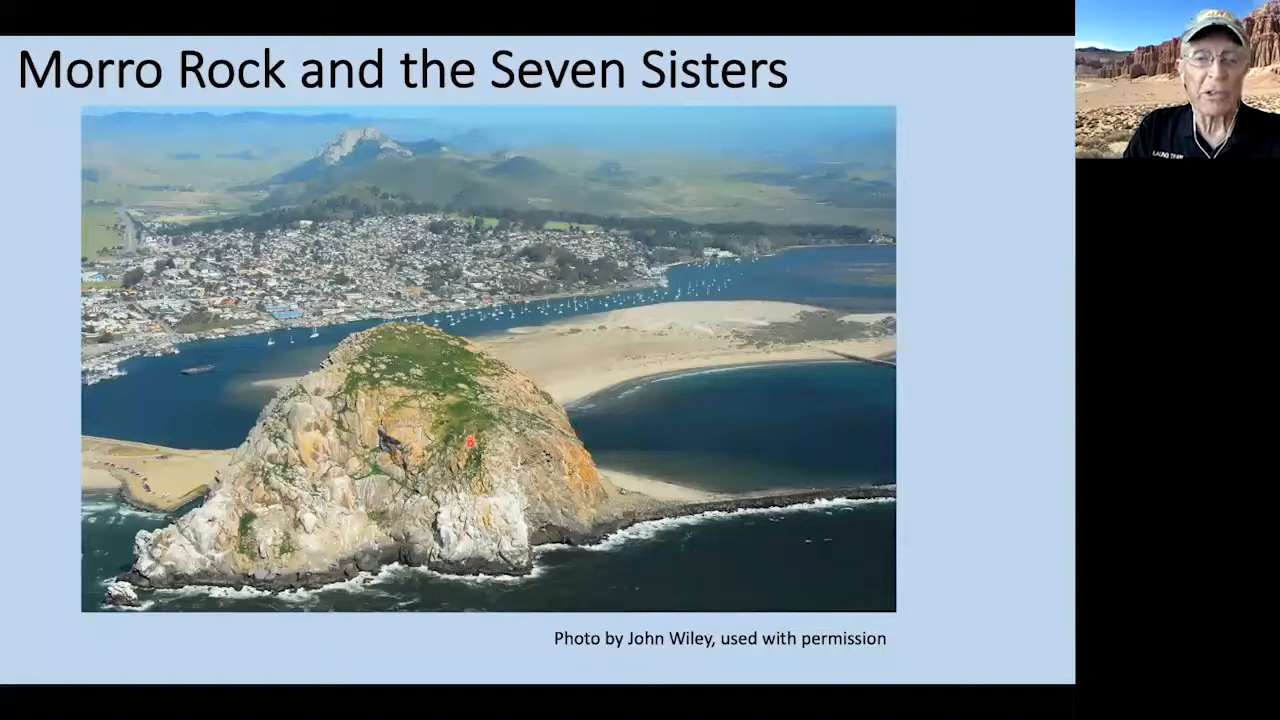 Morro Rock and the Seven Sisters
Photo by John Wiley, used with permission